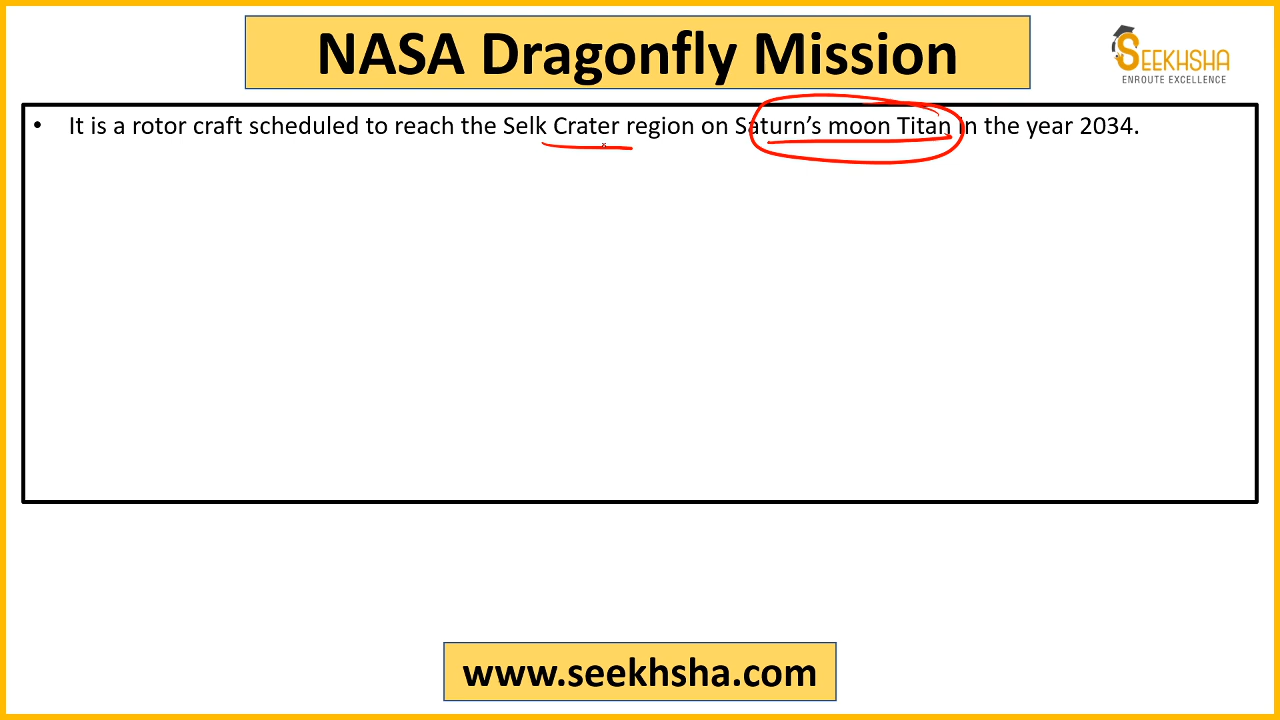 NASA Dragonfly Mission
SEEKHSHA
ENROUTE EXCELLENCE
• It is a rotor craft scheduled to reach the Selk Crater region on Saturn’s moon Titan in the year 2034.
www.seekhsha.com